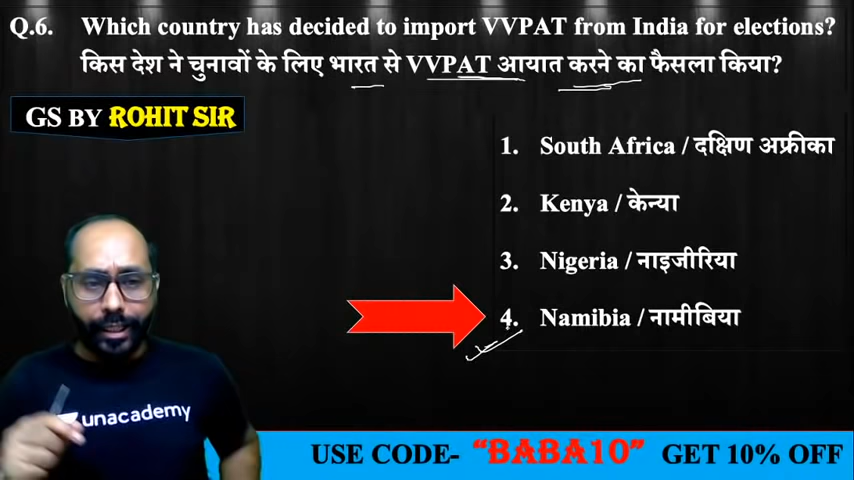 Q.6. Which country has decided to import VVPAT from India for elections?
किस देश ने चुनावों के लिए भारत से VVPAT आयात करने का फैसला किया?
GS BY ROHIT SIR
1. South Africa / दक्षिण अफ्रीका
2. Kenya / केन्या
3. Nigeria / नाइजीरिया
4. Namibia / नामीबिया
unacademy
USE CODE- "BABA10" GET 10% OFF